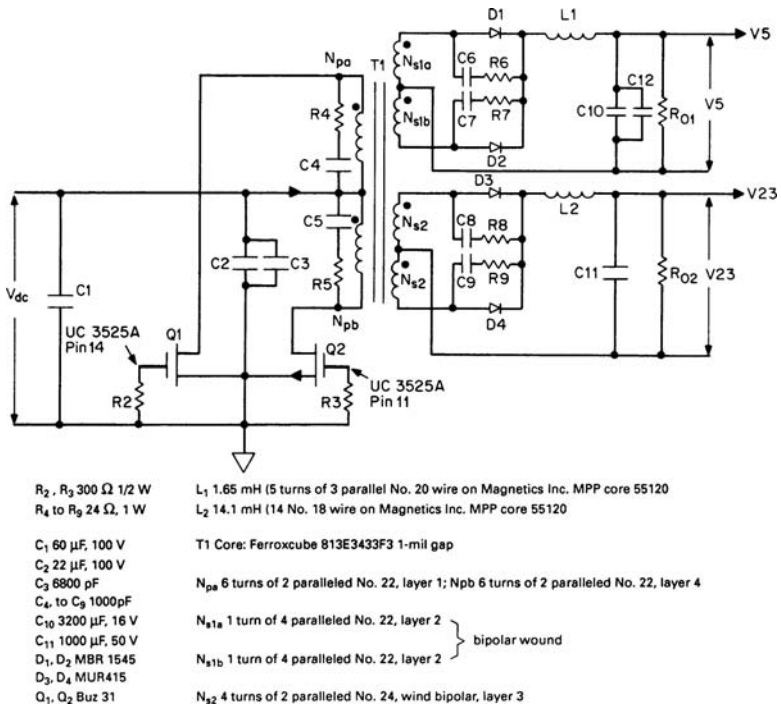 D1
L1
V5
Npa
T1
Ns1a
C6
R6
C12
R4
C7
R7
C10
RO1
V5
Ns1b
C4
D2
D3
L2
V23
C5
Ns2
C8
R8
C2
C3
C9
R9
C11
RO2
V23
Vdc
C1
R5
Ns2
D4
Npb
UC 3525A
Pin14
Q1
Q2
UC 3525A
Pin 11
R2
R3
R2 , R3 300 Ω 1/2 W
L1 1.65 mH (5 turns of 3 parallel No. 20 wire on Magnetics Inc. MPP core 55120
R4 to R9 24 Ω, 1 W
L2 14.1 mH (14 No. 18 wire on Magnetics Inc. MPP core 55120
C1 60 μF, 100 V
T1 Core: Ferroxcube 813E3433F3 1-mil gap
C2 22 μF, 100 V
C3 6800 pF
Npa 6 turns of 2 paralleled No. 22, layer 1; Npb 6 turns of 2 paralleled No. 22, layer 4
C4, to C9 1000pF
C10 3200 μF, 16 V
Ns1a 1 turn of 4 paralleled No. 22, layer 2
bipolar wound
C11 1000 μF, 50 V
D1, D2 MBR 1545
Ns1b 1 turn of 4 paralleled No. 22, layer 2
D3, D4 MUR415
Q1, Q2 Buz 31
Ns2 4 turns of 2 paralleled No. 24, wind bipolar, layer 3